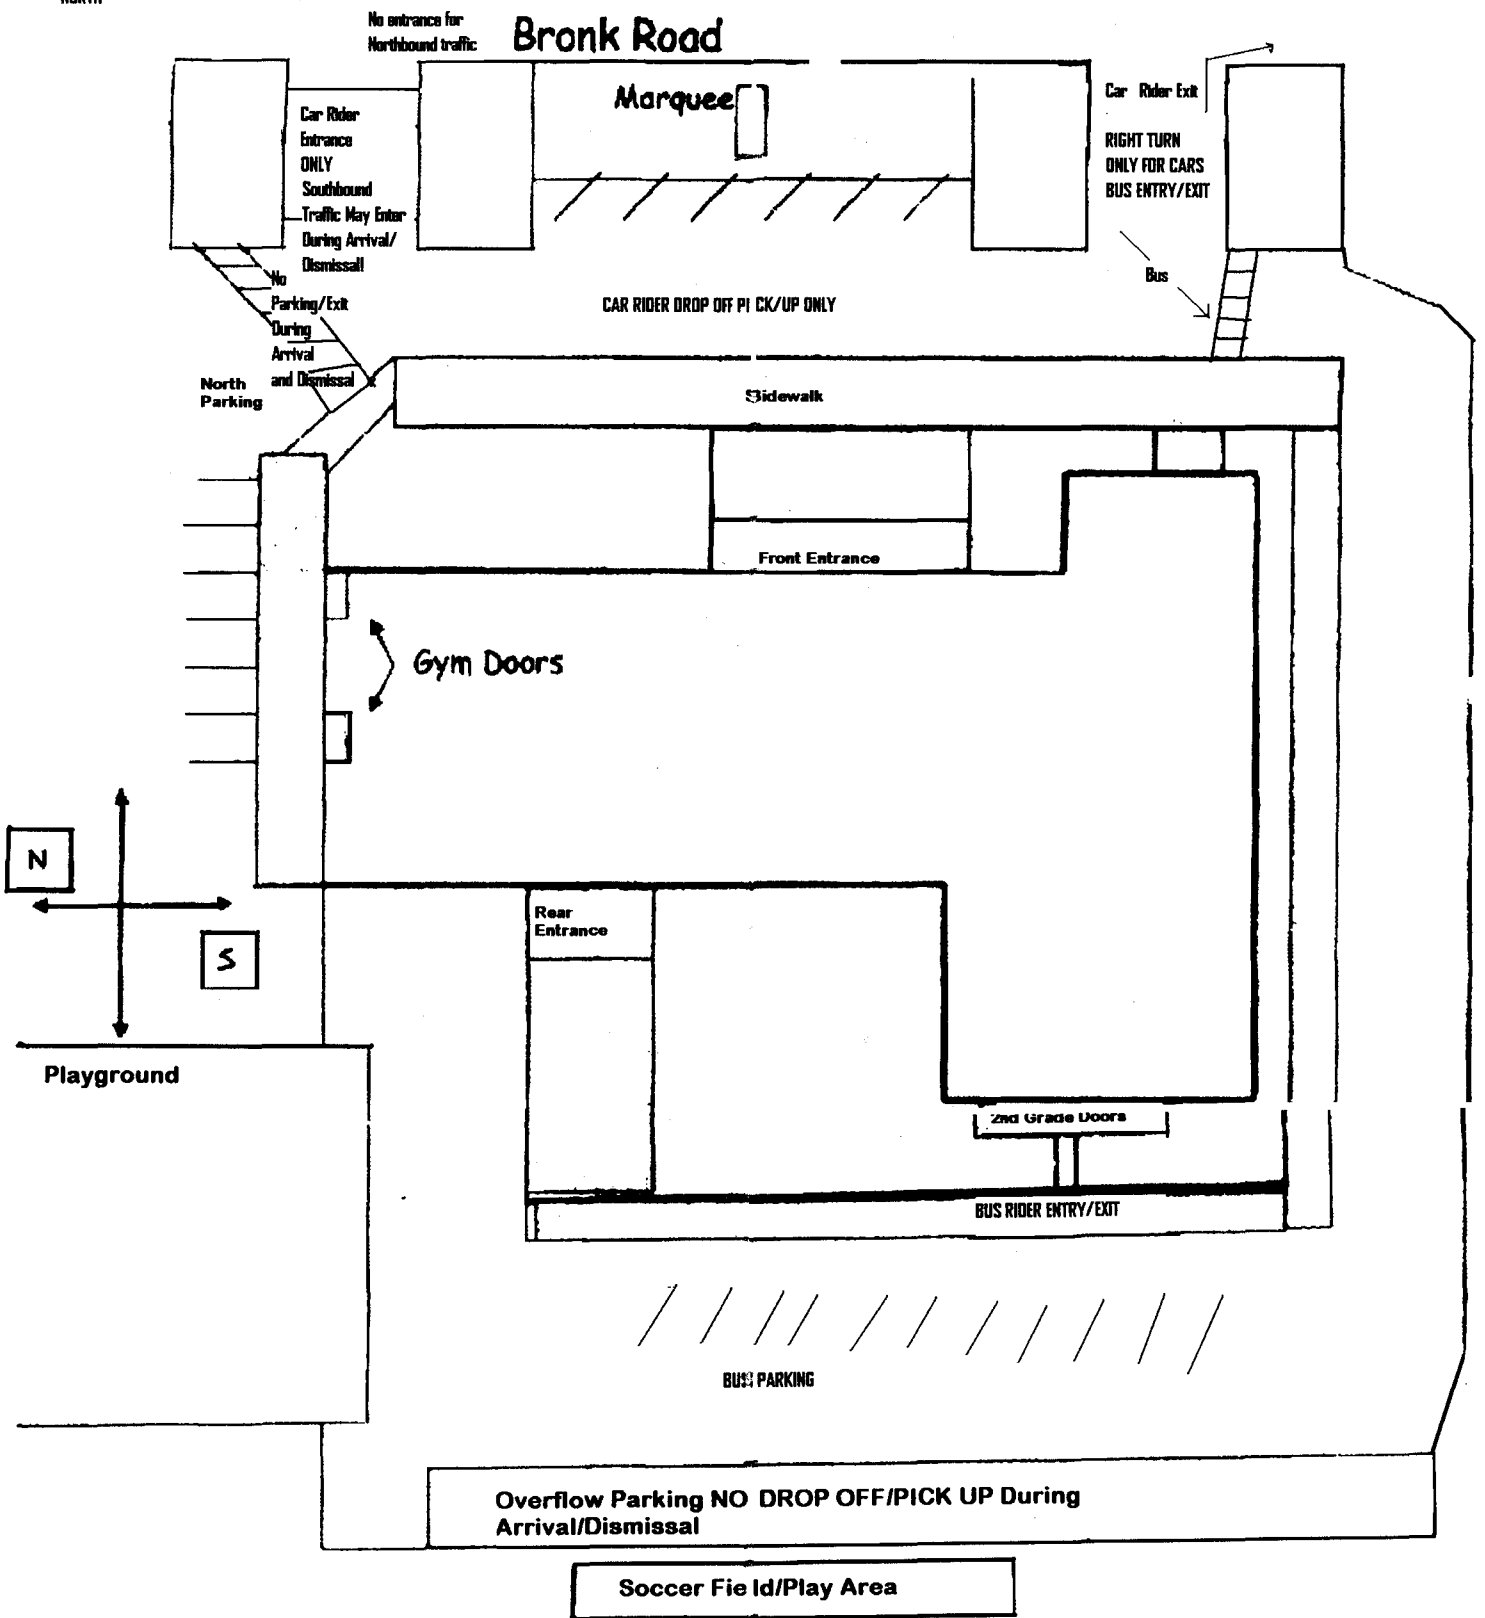 NORTH
No entrance for
Northbound traffic
Bronk Road
Marquee
Car Rider
Entrance
ONLY
Southbound
Traffic May Enter
During Arrival/
Dismissal!
Car Rider Exit
RIGHT TURN
ONLY FOR CARS
BUS ENTRY/EXIT
Bus
No
Parking/Exit
During
Arrival
and Dismissal
CAR RIDER DROP OFF PI CK/UP ONLY
North
Parking
Sidewalk
Front Entrance
Gym Doors
N
S
Rear
Entrance
Playground
2nd Grade Doors
BUS RIDER ENTRY/EXIT
BUS PARKING
Overflow Parking NO DROP OFF/PICK UP During
Arrival/Dismissal
Soccer Fie ld/Play Area